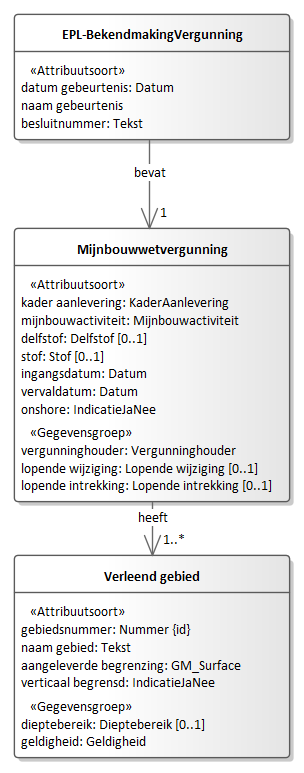 EPL-BekendmakingVergunning
«Attribuutsoort»
datum gebeurtenis: Datum
naam gebeurtenis
besluitnummer: Tekst
bevat
1
Mijnbouwwetvergunning
«Attribuutsoort»
kader aanlevering: KaderAanlevering
mijnbouwactiviteit: Mijnbouwactiviteit
delfstof: Delfstof [0..1]
stof: Stof [0..1]
ingangsdatum: Datum
vervaldatum: Datum
onshore: IndicatieJaNee
«Gegevensgroep»
vergunninghouder: Vergunninghouder
lopende wijziging: Lopende wijziging [0..1]
lopende intrekking: Lopende intrekking [0..1]
heeft
1..*
Verleend gebied
«Attribuutsoort»
gebiedsnummer: Nummer {id}
naam gebied: Tekst
aangeleverde begrenzing: GM_Surface
verticaal begrensd: IndicatieJaNee
«Gegevensgroep»
dieptebereik: Dieptebereik [0..1]
geldigheid: Geldigheid